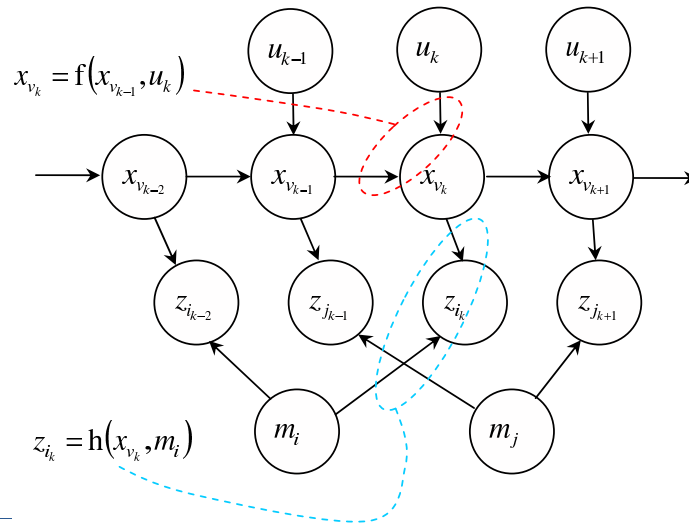 u_{k-1} u_k u_{k+1}
x_{v_k} = f(x_{v_{k-1}}, u_k)
x_{v_{k-2}} x_{v_{k-1}} x_{v_k} x_{v_{k+1}}
z_{i_{k-2}} z_{j_{k-1}} z_{i_k} z_{j_{k+1}}
m_i m_j
z_{i_k} = h(x_{v_k}, m_i)